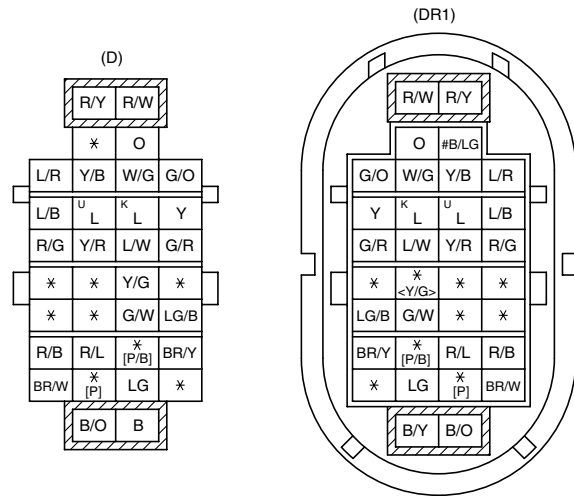 (D) (DR1)
R/Y R/W R/W R/Y
* O O #B/LG
L/R Y/B W/G G/O G/O W/G Y/B L/R
L/B U L K L Y Y K L U L L/B
R/G Y/R L/W G/R G/R L/W Y/R R/G
* * Y/G * * * <Y/G> * *
* * G/W LG/B LG/B G/W * *
R/B R/L * [P/B] BR/Y BR/Y * [P/B] R/L R/B
BR/W * [P] LG * * LG * [P] BR/W
B/O B B/Y B/O